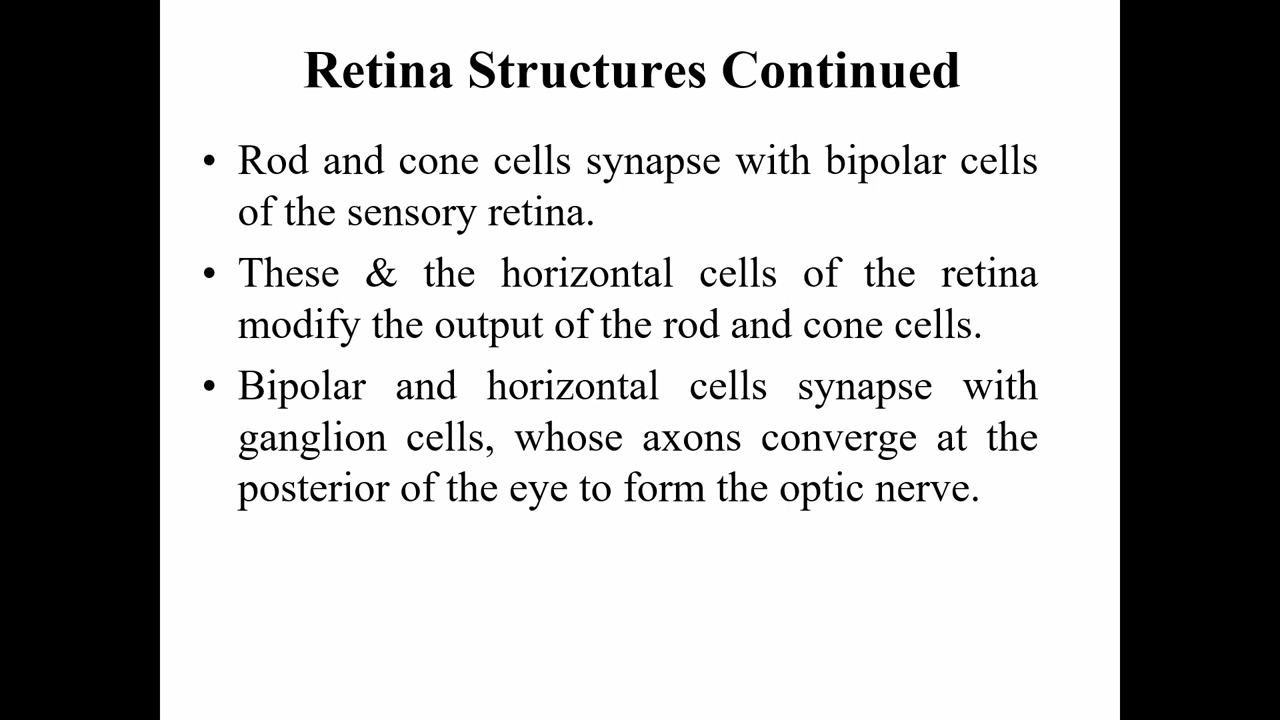 Retina Structures Continued
• Rod and cone cells synapse with bipolar cells
of the sensory retina.
• These & the horizontal cells of the retina
modify the output of the rod and cone cells.
• Bipolar and horizontal cells synapse with
ganglion cells, whose axons converge at the
posterior of the eye to form the optic nerve.